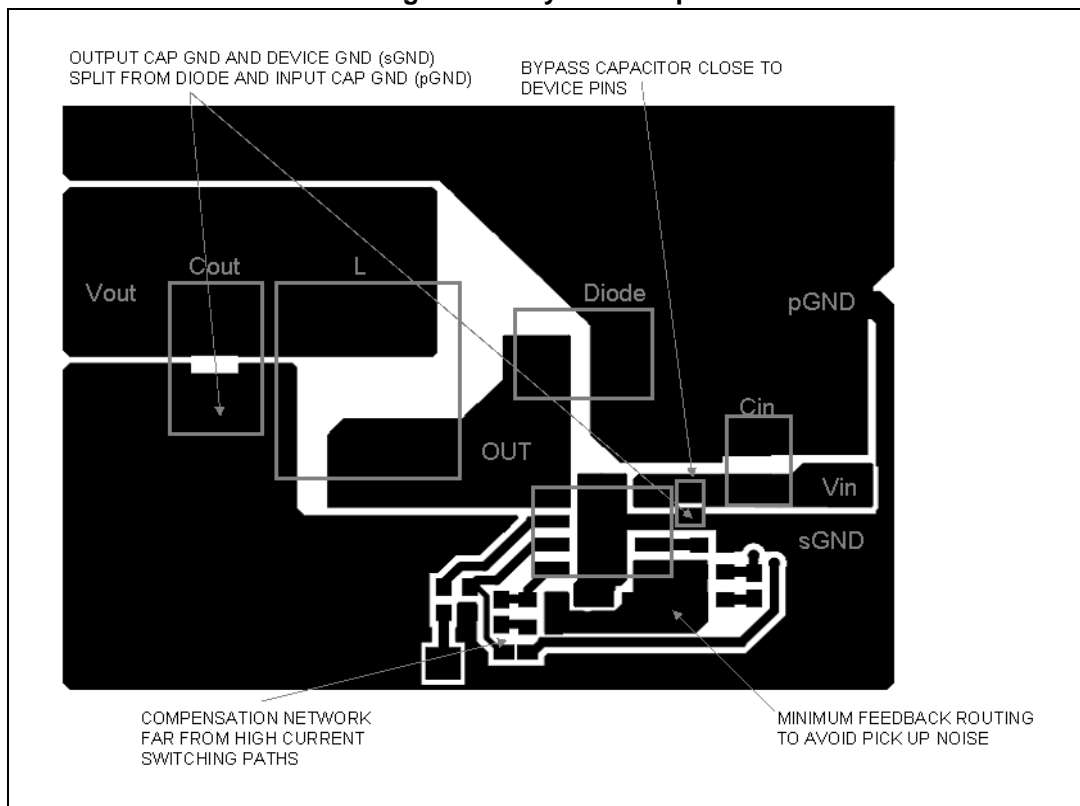 OUTPUT CAP GND AND DEVICE GND (sGND)
SPLIT FROM DIODE AND INPUT CAP GND (pGND)
BYPASS CAPACITOR CLOSE TO
DEVICE PINS
Cout
L
Vout
Diode
pGND
Cin
OUT
Vin
sGND
COMPENSATION NETWORK
FAR FROM HIGH CURRENT
SWITCHING PATHS
MINIMUM FEEDBACK ROUTING
TO AVOID PICK UP NOISE